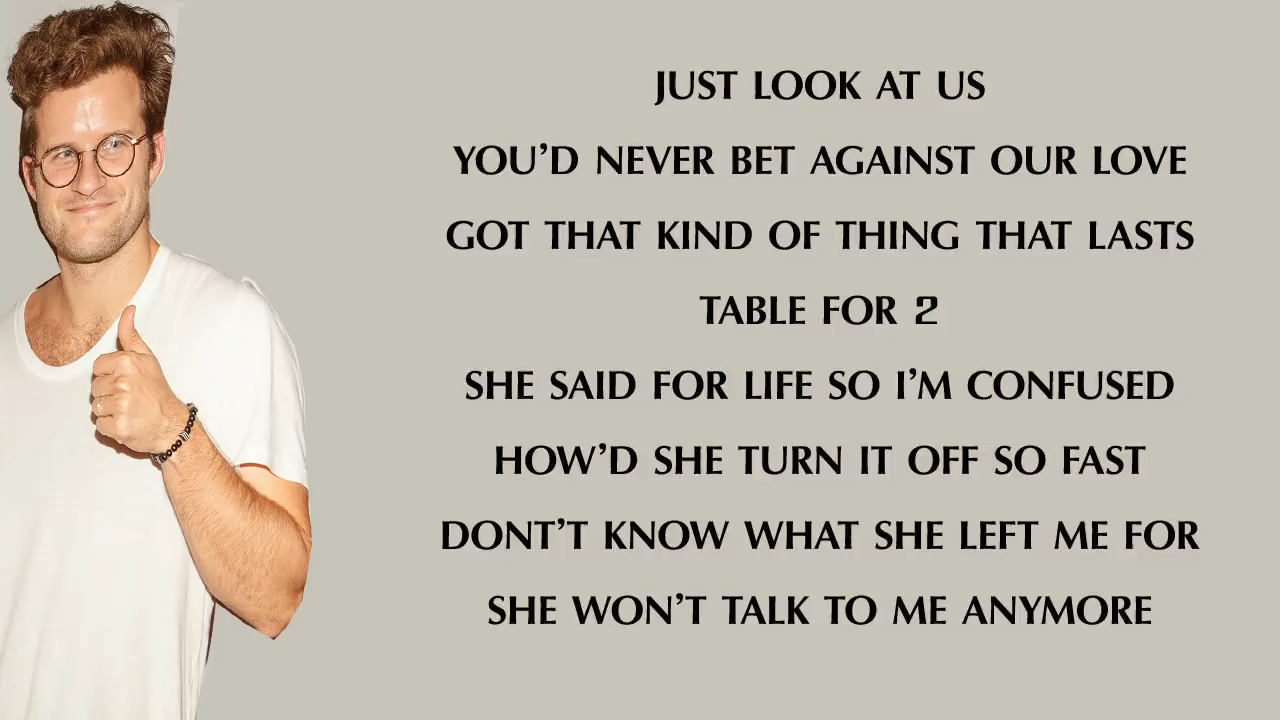 JUST LOOK AT US
YOU’D NEVER BET AGAINST OUR LOVE
GOT THAT KIND OF THING THAT LASTS
TABLE FOR 2
SHE SAID FOR LIFE SO I’M CONFUSED
HOW’D SHE TURN IT OFF SO FAST
DONT’T KNOW WHAT SHE LEFT ME FOR
SHE WON’T TALK TO ME ANYMORE